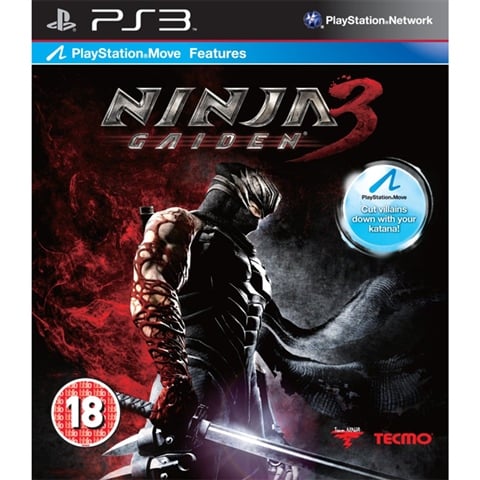 PS3
PlayStation®Network
PlayStation®Move Features
NINJA 3
GAIDEN®
PlayStation®Move
Cut villains
down with your
katana!
18
Team NINJA
TECMO